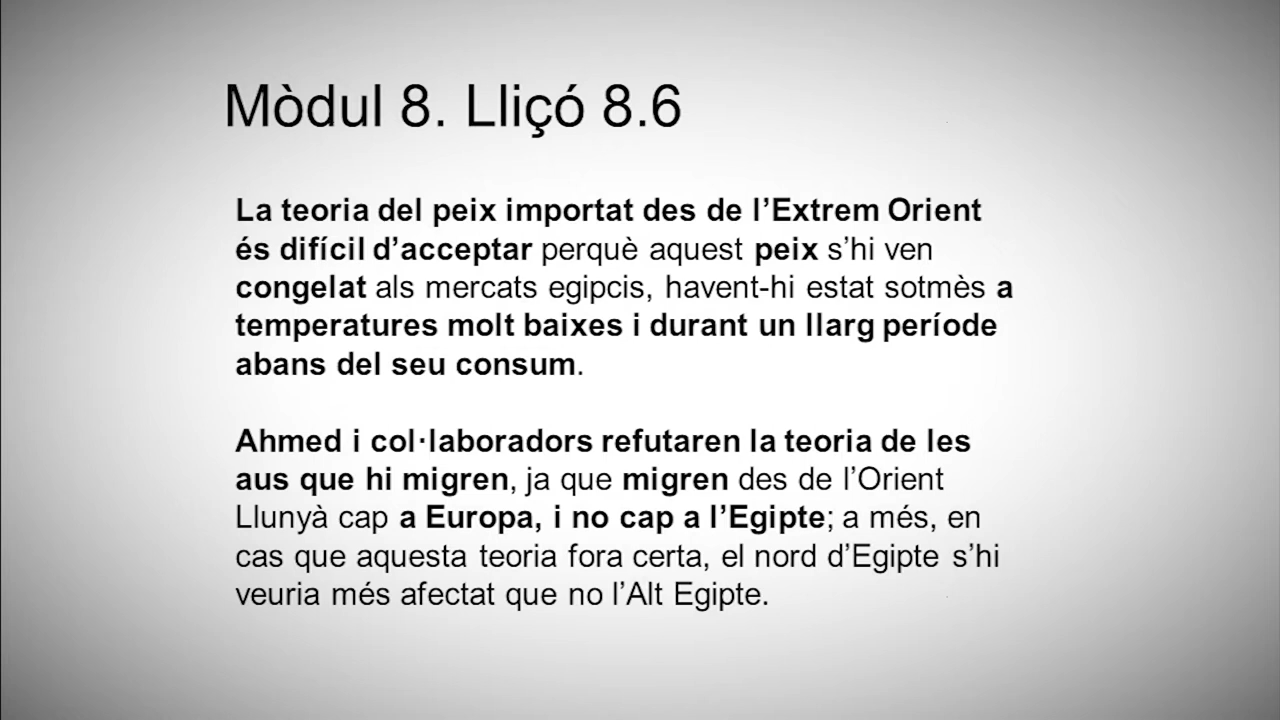 Mòdul 8. Lliçó 8.6
La teoria del peix importat des de l’Extrem Orient
és difícil d’acceptar perquè aquest peix s’hi ven
congelat als mercats egipcis, havent-hi estat sotmès a
temperatures molt baixes i durant un llarg període
abans del seu consum.
Ahmed i col·laboradors refutaren la teoria de les
aus que hi migren, ja que migren des de l’Orient
Llunyà cap a Europa, i no cap a l’Egipte; a més, en
cas que aquesta teoria fora certa, el nord d’Egipte s’hi
veuria més afectat que no l’Alt Egipte.